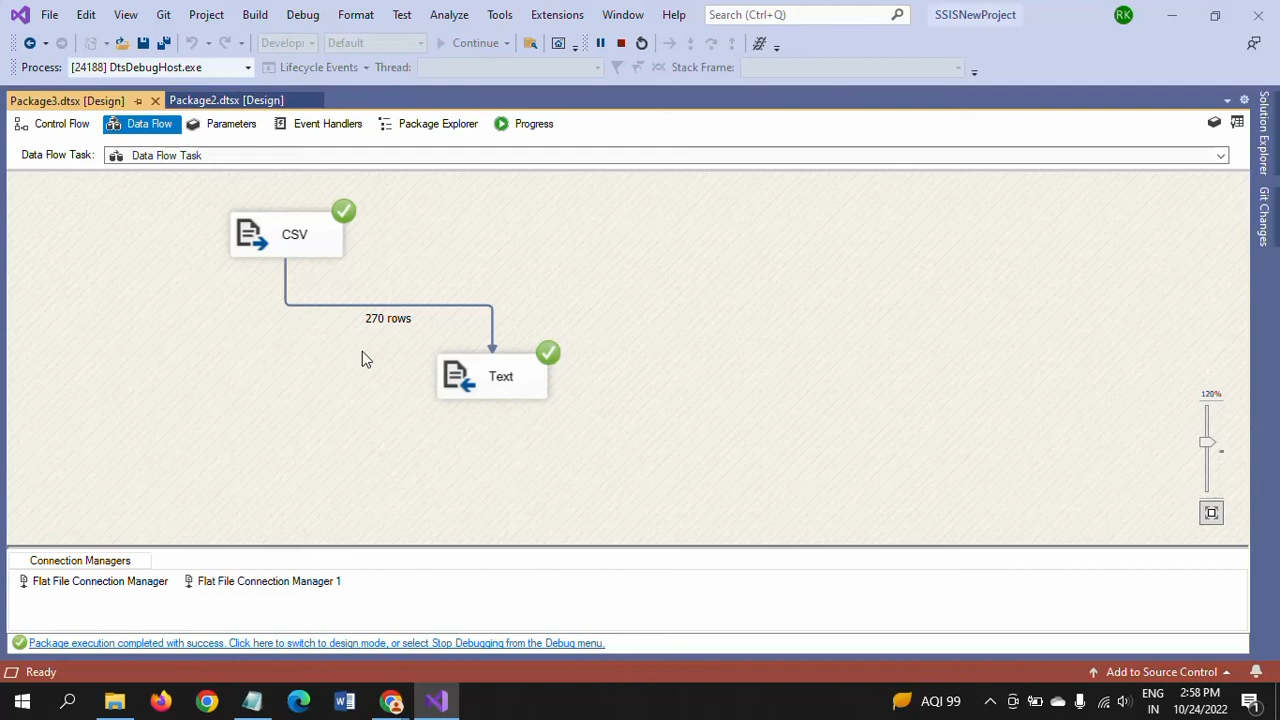 File Edit View Git Project Build Debug Format Test Analyze Tools Extensions Window Help Search (Ctrl+Q) SSISNewProject RK
Developi Default Continue
Process: [24188] DtsDebugHost.exe Lifecycle Events Thread: Stack Frame:
Package3.dtsx [Design] Package2.dtsx [Design]
Control Flow Data Flow Parameters Event Handlers Package Explorer Progress
Data Flow Task: Data Flow Task
Solution Explorer
Git Changes
CSV
270 rows
Text
120%
Connection Managers
Flat File Connection Manager Flat File Connection Manager 1
Package execution completed with success. Click here to switch to design mode, or select Stop Debugging from the Debug menu.
Ready Add to Source Control
AQI 99 ENG 2:58 PM
IN 10/24/2022 1